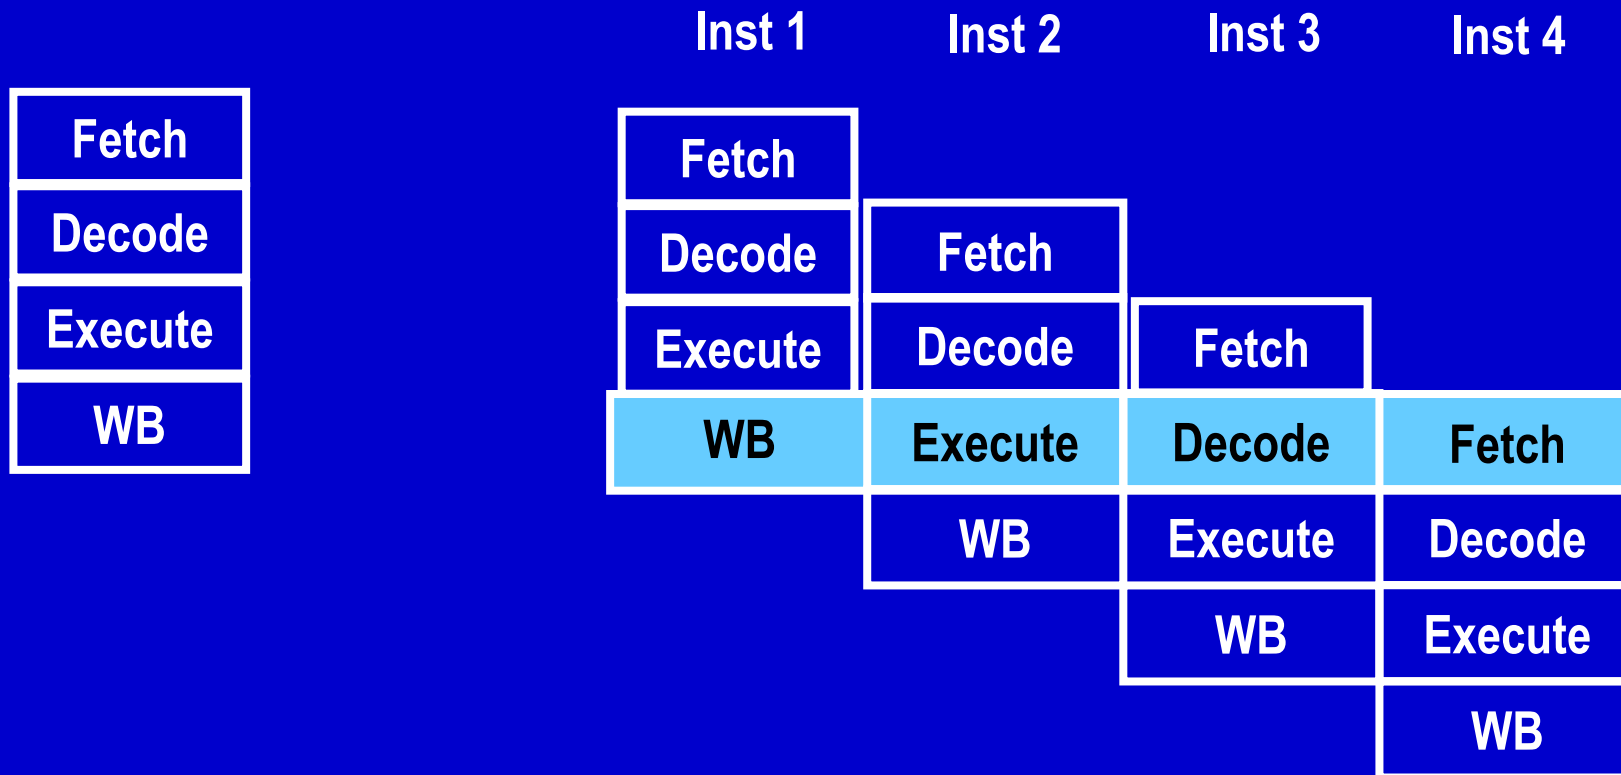 Inst 1 Inst 2 Inst 3 Inst 4
Fetch
Decode
Execute
WB
Fetch
Decode Fetch
Execute Decode Fetch
WB Execute Decode Fetch
WB Execute Decode
WB Execute
WB